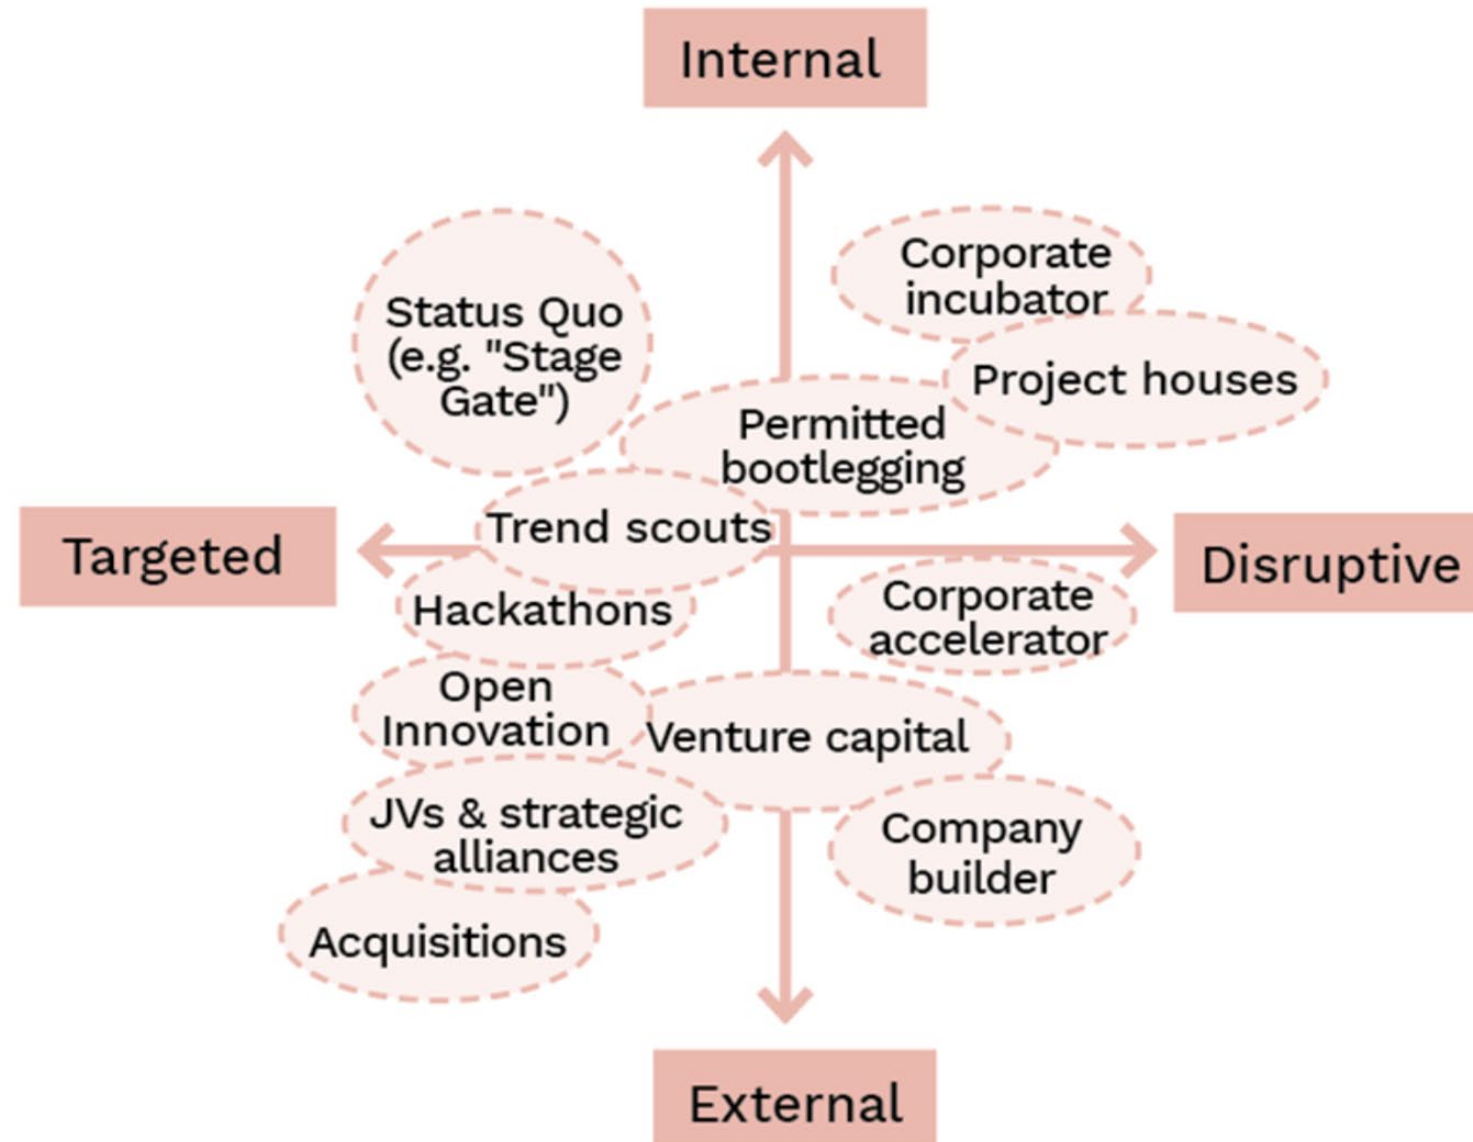 Internal
Corporate
incubator
Status Quo
(e.g. "Stage
Gate")
Project houses
Permitted
bootlegging
Trend scouts
Targeted
Disruptive
Hackathons
Corporate
accelerator
Open
Innovation
Venture capital
JVs & strategic
alliances
Company
builder
Acquisitions
External